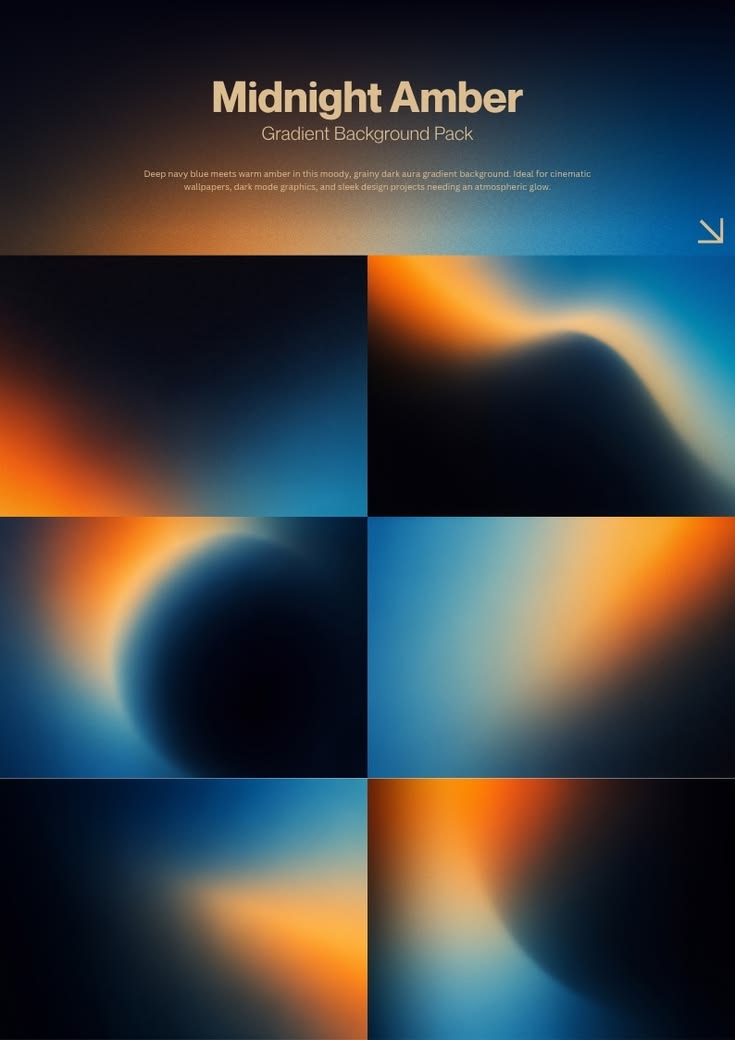 Midnight Amber
Gradient Background Pack
Deep navy blue meets warm amber in this moody, grainy dark aura gradient background. Ideal for cinematic
wallpapers, dark mode graphics, and sleek design projects needing an atmospheric glow.